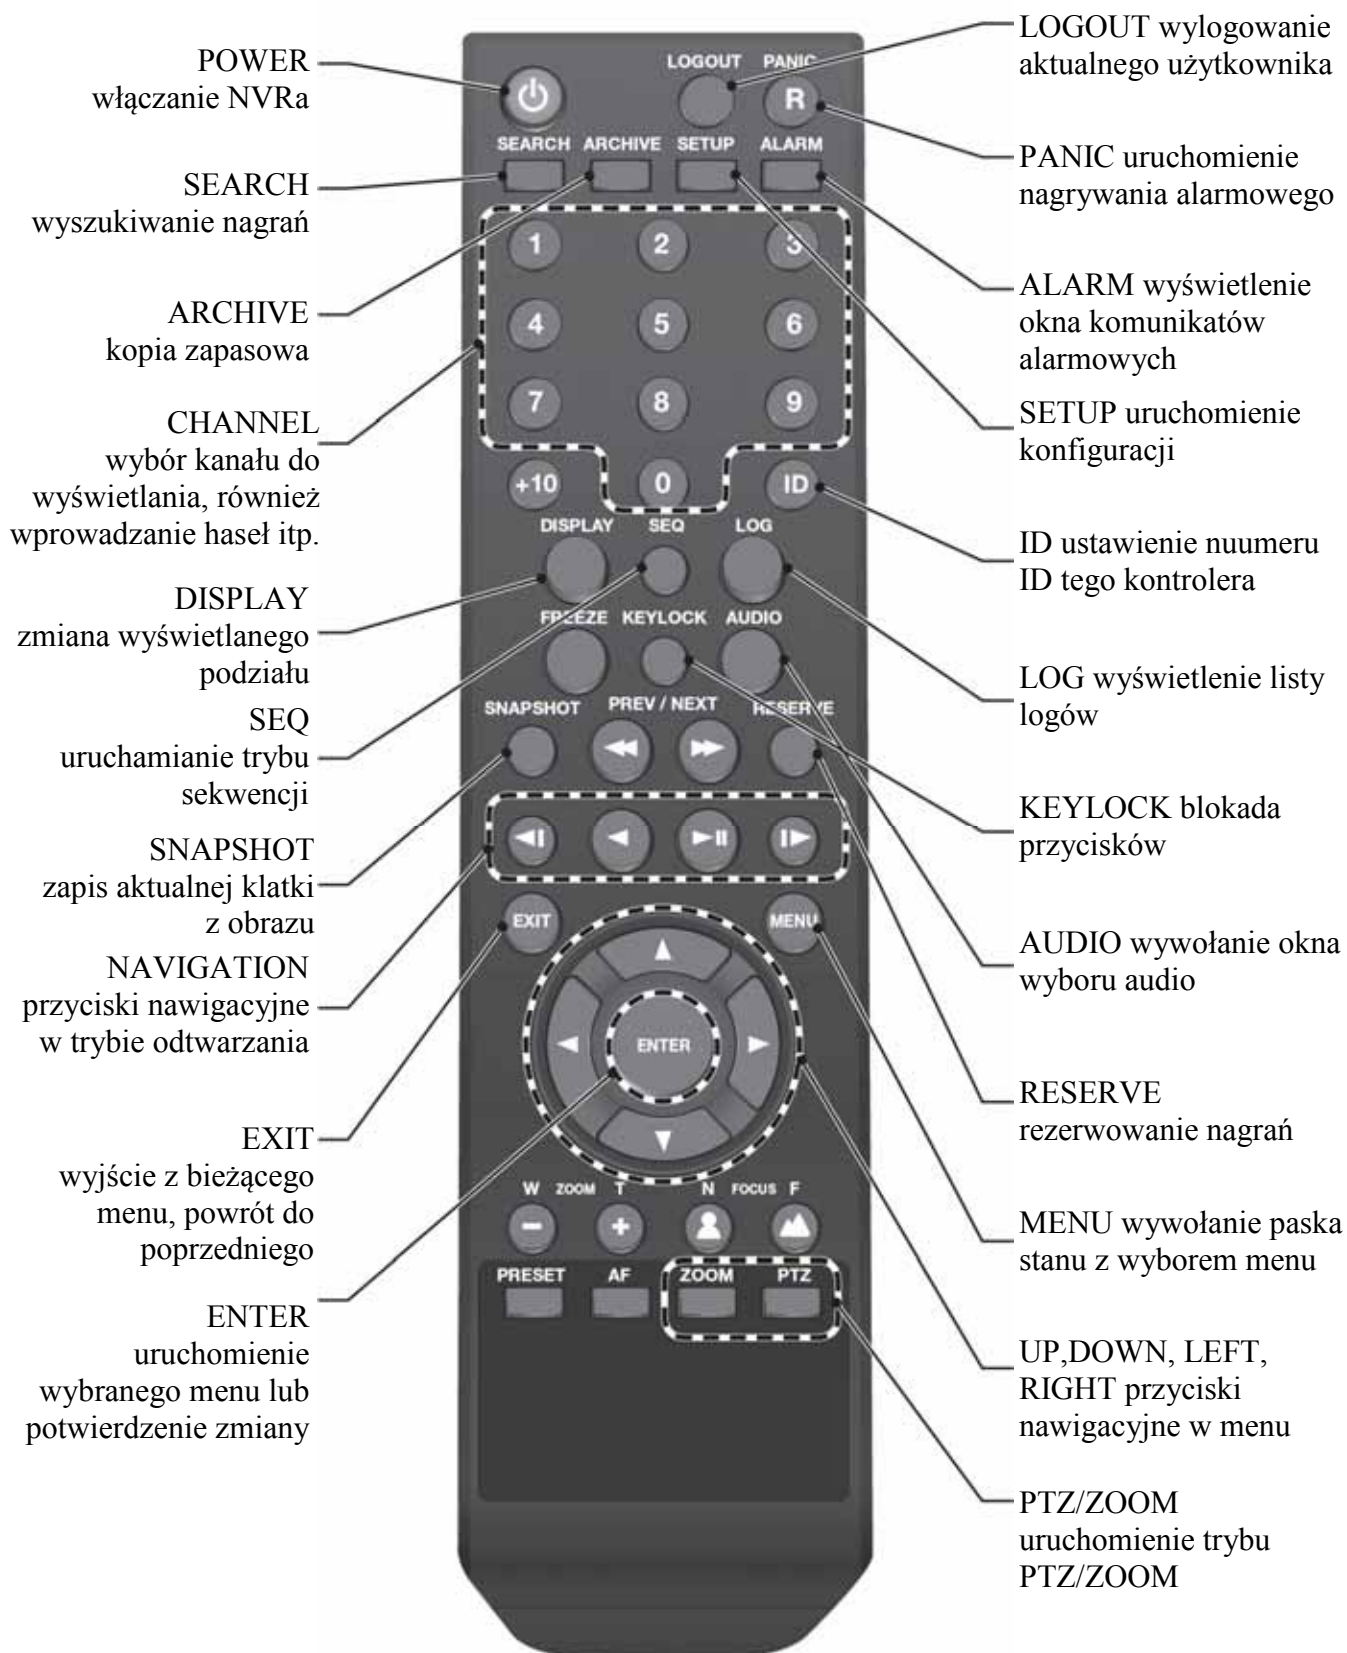 POWER
włączanie NVRa
SEARCH
wyszukiwanie nagrań
ARCHIVE
kopia zapasowa
CHANNEL
wybór kanału do
wyświetlania, również
wprowadzanie haseł itp.
DISPLAY
zmiana wyświetlanego
podziału
SEQ
uruchamianie trybu
sekwencji
SNAPSHOT
zapis aktualnej klatki
z obrazu
NAVIGATION
przyciski nawigacyjne
w trybie odtwarzania
EXIT
wyjście z bieżącego
menu, powrót do
poprzedniego
ENTER
uruchomienie
wybranego menu lub
potwierdzenie zmiany
LOGOUT PANIC
R
SEARCH ARCHIVE SETUP ALARM
1 2 3
4 5 6
7 8 9
+10 0 ID
DISPLAY SEQ LOG
FREEZE KEYLOCK AUDIO
SNAPSHOT PREV / NEXT RESERVE
EXIT MENU
ENTER
W ZOOM T N FOCUS F
PRESET AF ZOOM PTZ
LOGOUT wylogowanie
aktualnego użytkownika
PANIC uruchomienie
nagrywania alarmowego
ALARM wyświetlenie
okna komunikatów
alarmowych
SETUP uruchomienie
konfiguracji
ID ustawienie nuumeru
ID tego kontrolera
LOG wyświetlenie listy
logów
KEYLOCK blokada
przycisków
AUDIO wywołanie okna
wyboru audio
RESERVE
rezerwowanie nagrań
MENU wywołanie paska
stanu z wyborem menu
UP,DOWN, LEFT,
RIGHT przyciski
nawigacyjne w menu
PTZ/ZOOM
uruchomienie trybu
PTZ/ZOOM